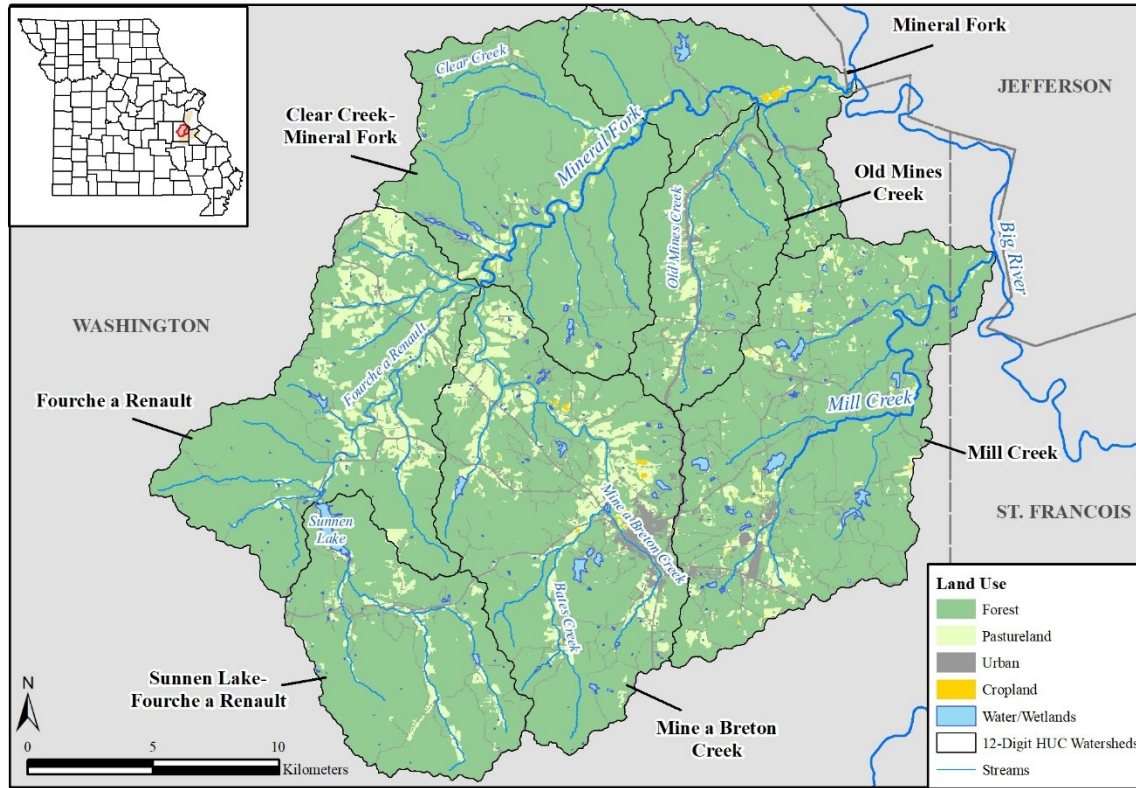 Mineral Fork
JEFFERSON
Clear Creek
Clear Creek-
Mineral Fork
Mineral Fork
Old Mines
Creek
Old Mines Creek
Big River
WASHINGTON
Fourche a Renault
Fourche a Renault
Mill Creek
Mill Creek
Sunnen
Lake
Mine a Breton Creek
ST. FRANCOIS
Bates Creek
Sunnen Lake-
Fourche a Renault
Mine a Breton
Creek
N
0 5 10
Kilometers
Land Use
Forest
Pastureland
Urban
Cropland
Water/Wetlands
12-Digit HUC Watersheds
Streams